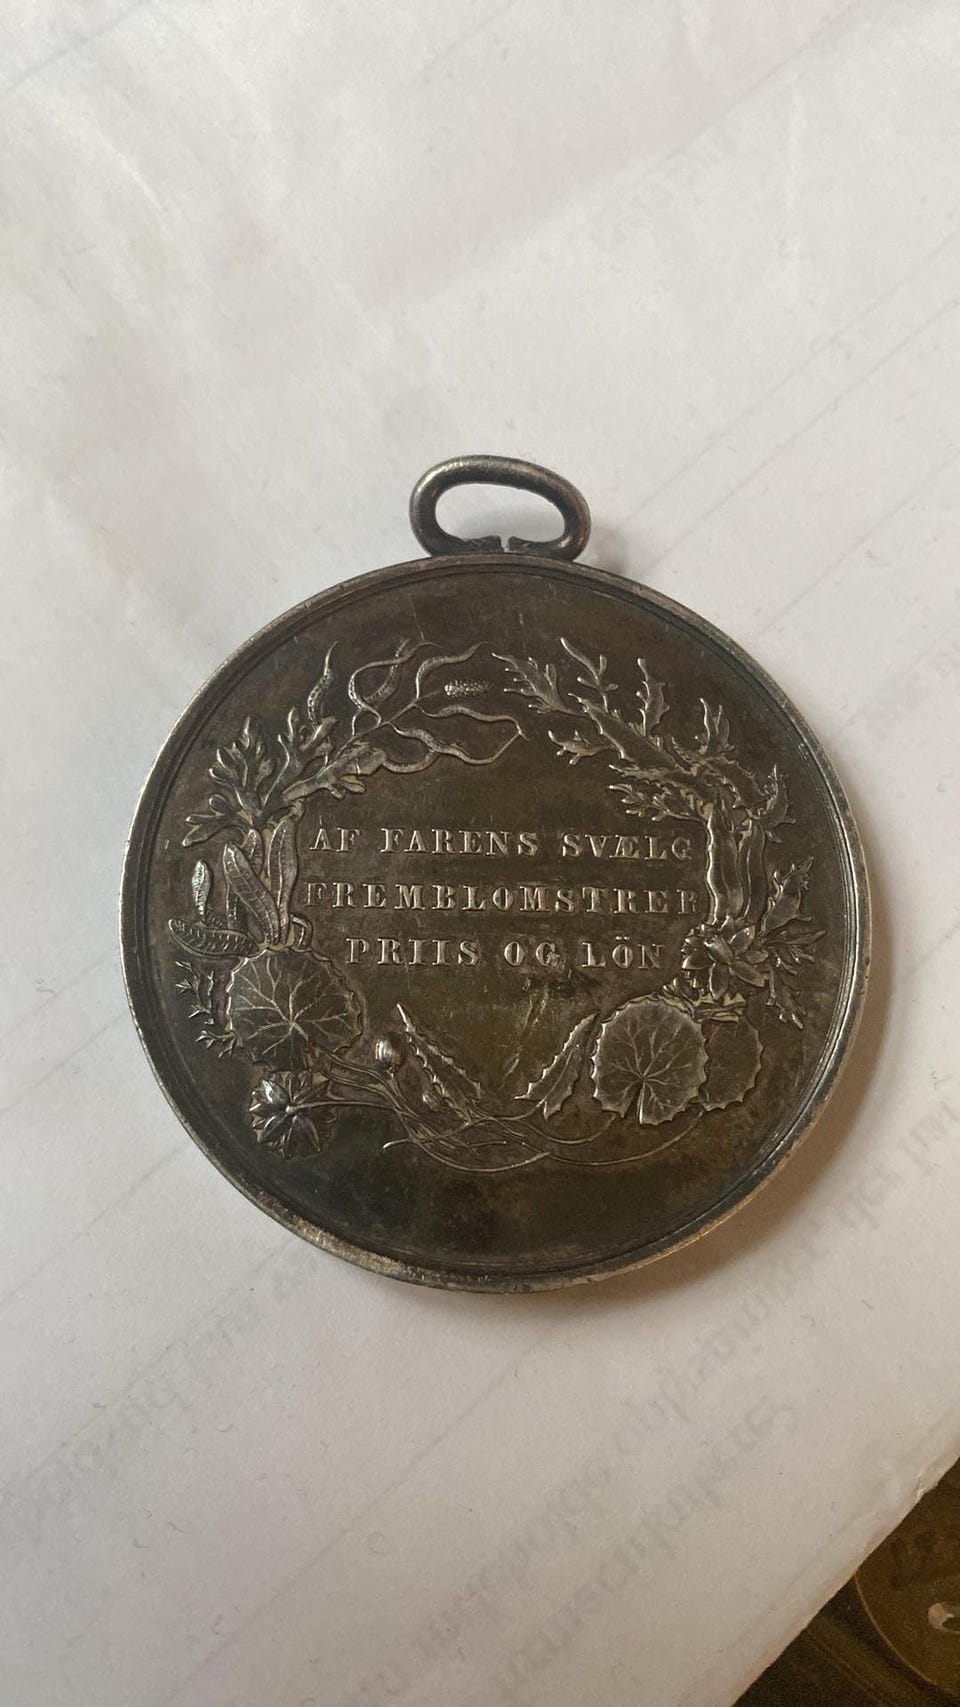 AF FARENS SVÆLG
FREMBLOMSTRER
PRIIS OG LÖN